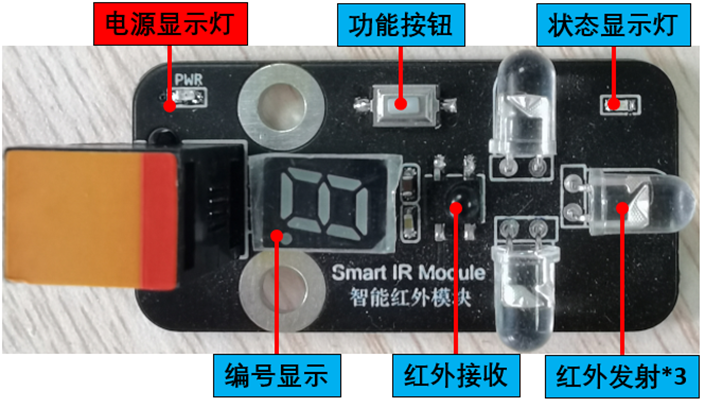 电源显示灯
功能按钮
状态显示灯
PWR
Smart IR Module
智能红外模块
编号显示
红外接收
红外发射*3